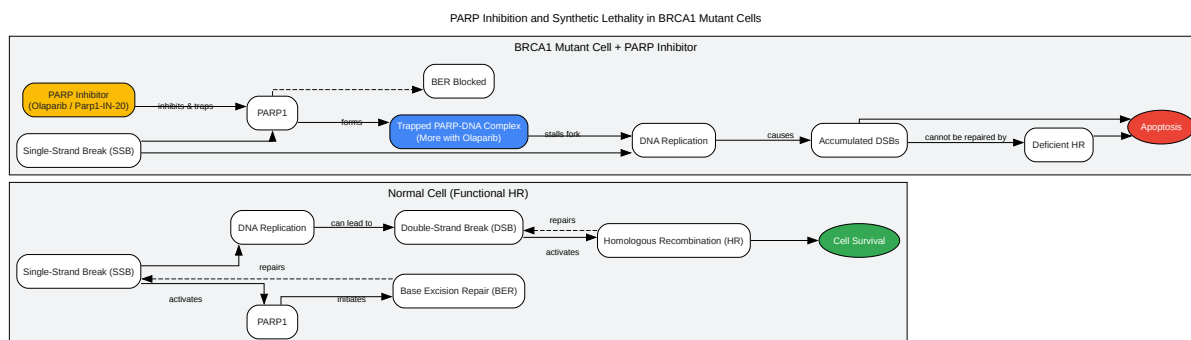 PARP Inhibition and Synthetic Lethality in BRCA1 Mutant Cells
BRCA1 Mutant Cell + PARP Inhibitor
BER Blocked
PARP Inhibitor
(Olaparib / Parp1-IN-20)
inhibits & traps
PARP1
forms
Trapped PARP-DNA Complex
(More with Olaparib)
stalls fork
Single-Strand Break (SSB)
DNA Replication
causes
Accumulated DSBs
cannot be repaired by
Deficient HR
Apoptosis
Normal Cell (Functional HR)
DNA Replication
can lead to
Double-Strand Break (DSB)
repairs
activates
Homologous Recombination (HR)
Cell Survival
Single-Strand Break (SSB)
repairs
activates
PARP1
initiates
Base Excision Repair (BER)